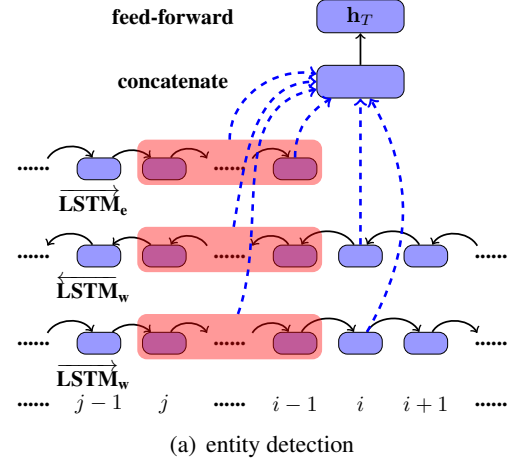 feed-forward
h_T
concatenate
...... ...... 
LSTM_e
...... ...... ......
LSTM_w
...... ...... ......
LSTM_w
...... j − 1 j ...... i − 1 i i + 1 ......
(a) entity detection